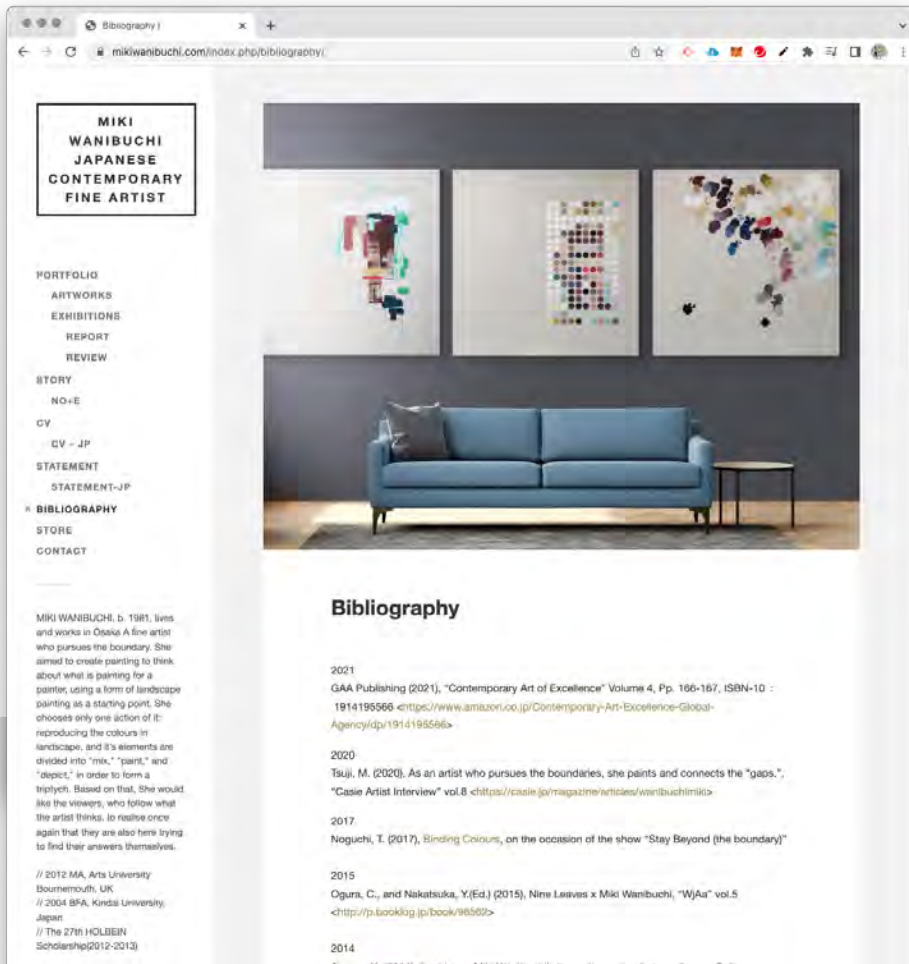 Bibliography |
mikiwanibuchi.com/index.php/bibliography/
MIKI
WANIBUCHI
JAPANESE
CONTEMPORARY
FINE ARTIST
PORTFOLIO
ARTWORKS
EXHIBITIONS
REPORT
REVIEW
STORY
NO+E
CV
CV - JP
STATEMENT
STATEMENT-JP
BIBLIOGRAPHY
STORE
CONTACT
MIKI WANIBUCHI, b. 1981, lives
and works in Osaka A fine artist
who pursues the boundary. She
aimed to create painting to think
about what is painting for a
painter, using a form of landscape
painting as a starting point. She
chooses only one action of it:
reproducing the colours in
landscape, and it's elements are
divided into "mix," "paint," and
"depict," in order to form a
triptych. Based on that, She would
like the viewers, who follow what
the artist thinks, to realise once
again that they are also here trying
to find their answers themselves.
// 2012 MA, Arts University
Bournemouth, UK
// 2004 BFA, Kindai University,
Japan
// The 27th HOLBEIN
Scholarship(2012-2013)
Bibliography
2021
GAA Publishing (2021), "Contemporary Art of Excellence" Volume 4, Pp. 166-167, ISBN-10 :
1914195566 <https://www.amazon.co.jp/Contemporary-Art-Excellence-Global-
Agency/dp/1914195566>
2020
Tsuji, M. (2020), As an artist who pursues the boundaries, she paints and connects the "gaps.",
"Casie Artist Interview" vol.8 <https://casie.jp/magazine/articles/wanibuchimiki>
2017
Noguchi, T. (2017), Binding Colours, on the occasion of the show "Stay Beyond (the boundary)"
2015
Ogura, C., and Nakatsuka, Y.(Ed.) (2015), Nine Leaves x Miki Wanibuchi, "WjAa" vol.5
<http://p.booklog.jp/book/98562>
2014